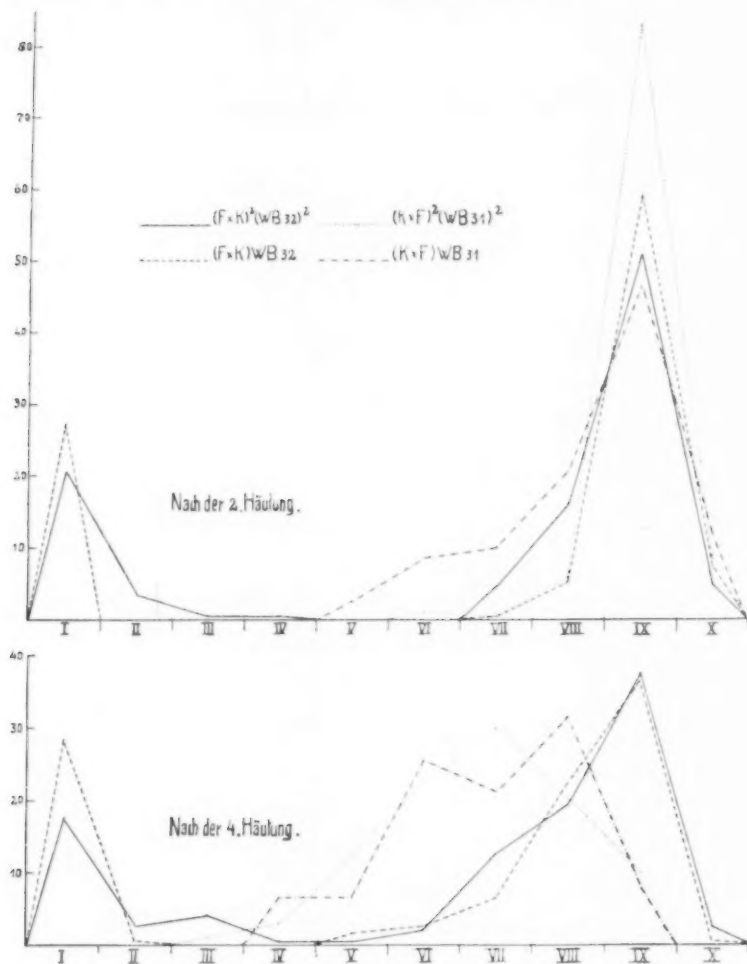 80
70
60
50
40
30
20
10
(F×K)²(WB 32)²
(K×F)²(WB 31)²
(F×K)WB 32
(K×F)WB 31
Nach der 2. Häutung.
I II III IV V VI VII VIII IX X
40
30
20
10
Nach der 4. Häutung.
I II III IV V VI VII VIII IX X